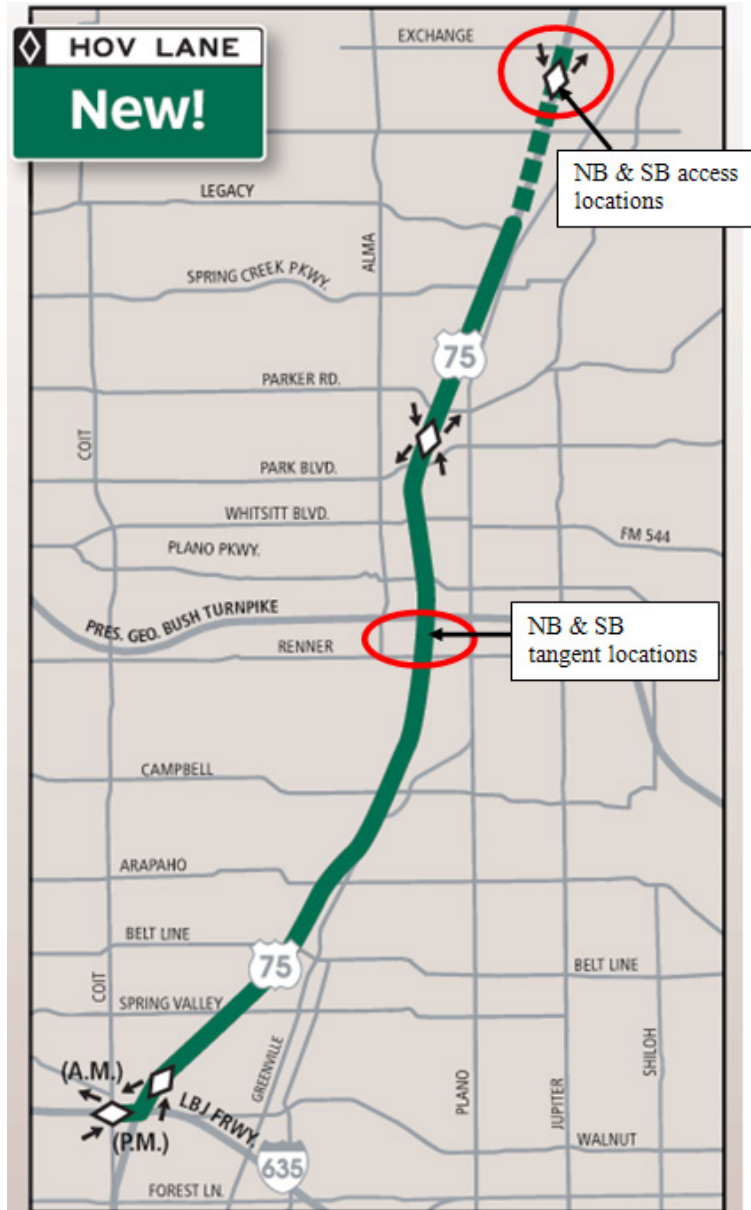 HOV LANE
New!
EXCHANGE
NB & SB access
locations
LEGACY
ALMA
SPRING CREEK PKWY.
75
PARKER RD.
COIT
PARK BLVD.
WHITSITT BLVD.
FM 544
PLANO PKWY.
PRES. GEO. BUSH TURNPIKE
NB & SB
tangent locations
RENNER
CAMPBELL
ARAPAHO
BELT LINE
75
BELT LINE
COIT
SPRING VALLEY
GREENVILLE
PLANO
JUPITER
SHILOH
(A.M.)
LBJ FRWY.
(P.M.)
WALNUT
635
FOREST LN.